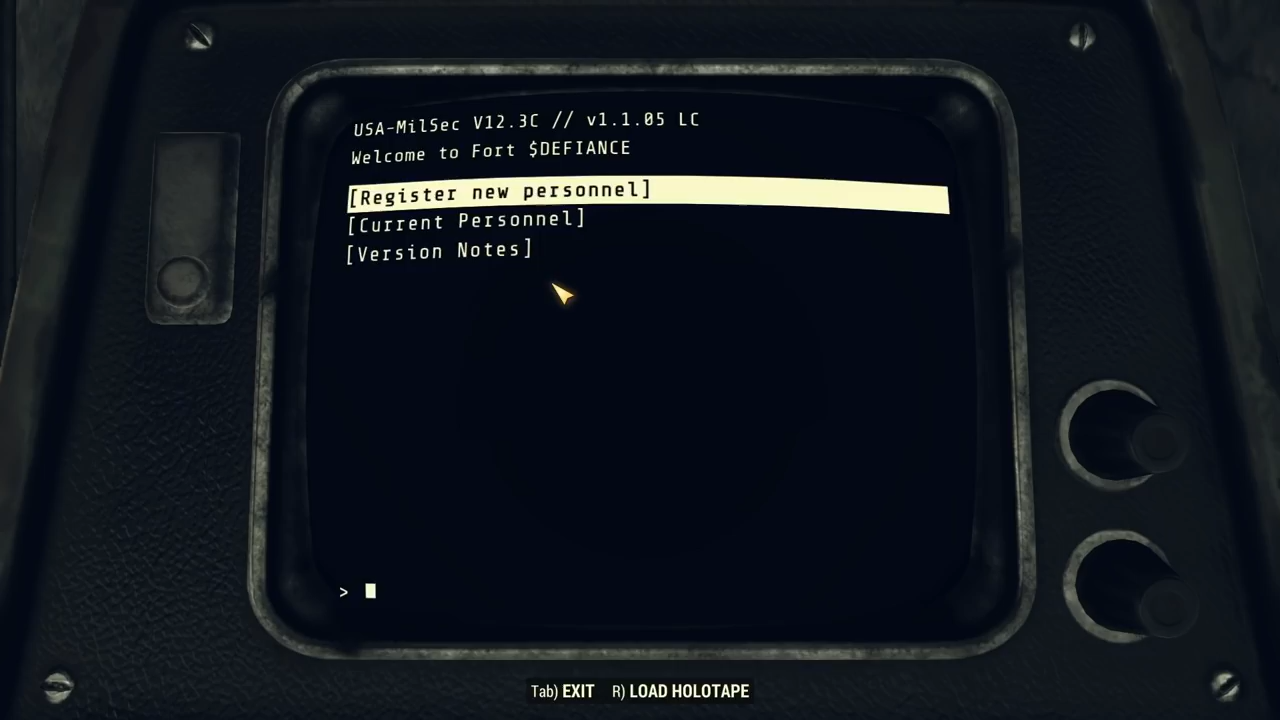 USA-MilSec V12.3C // v1.1.05 LC
Welcome to Fort $DEFIANCE
[Register new personnel]
[Current Personnel]
[Version Notes]
>
Tab) EXIT R) LOAD HOLOTAPE